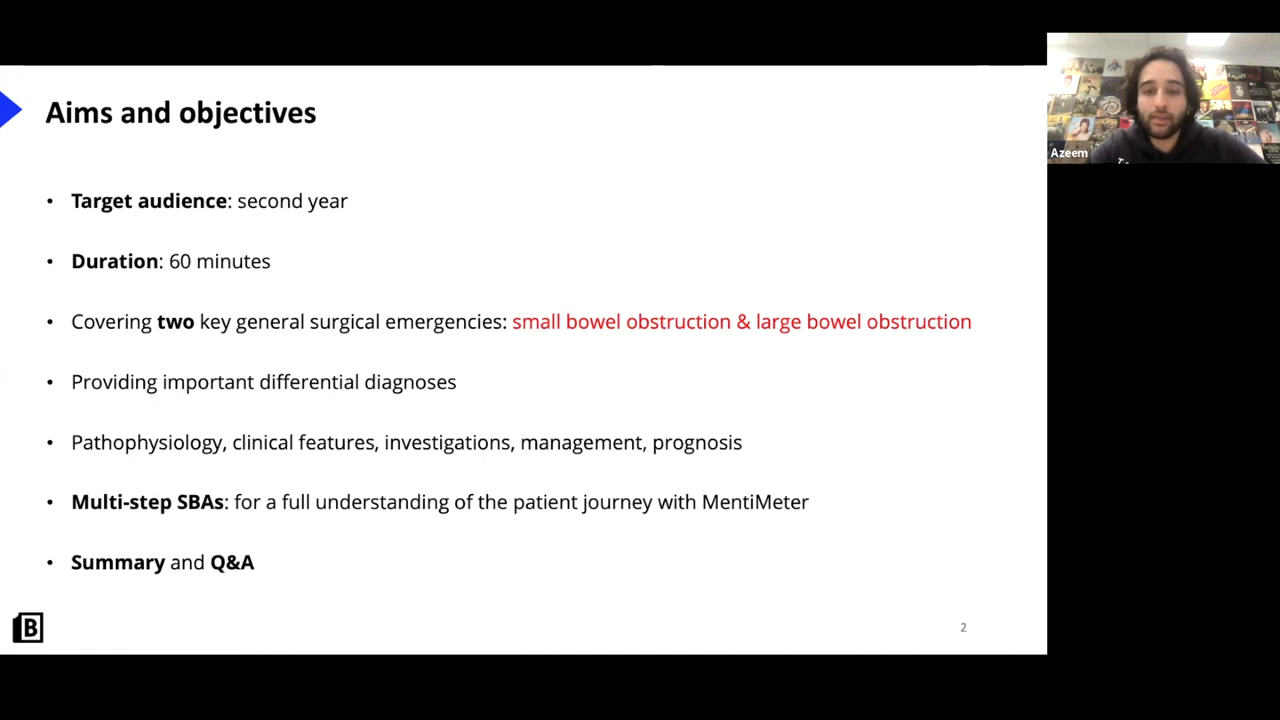 Aims and objectives
• Target audience: second year
• Duration: 60 minutes
• Covering two key general surgical emergencies: small bowel obstruction & large bowel obstruction
• Providing important differential diagnoses
• Pathophysiology, clinical features, investigations, management, prognosis
• Multi-step SBAs: for a full understanding of the patient journey with MentiMeter
• Summary and Q&A
B
2
Azeem